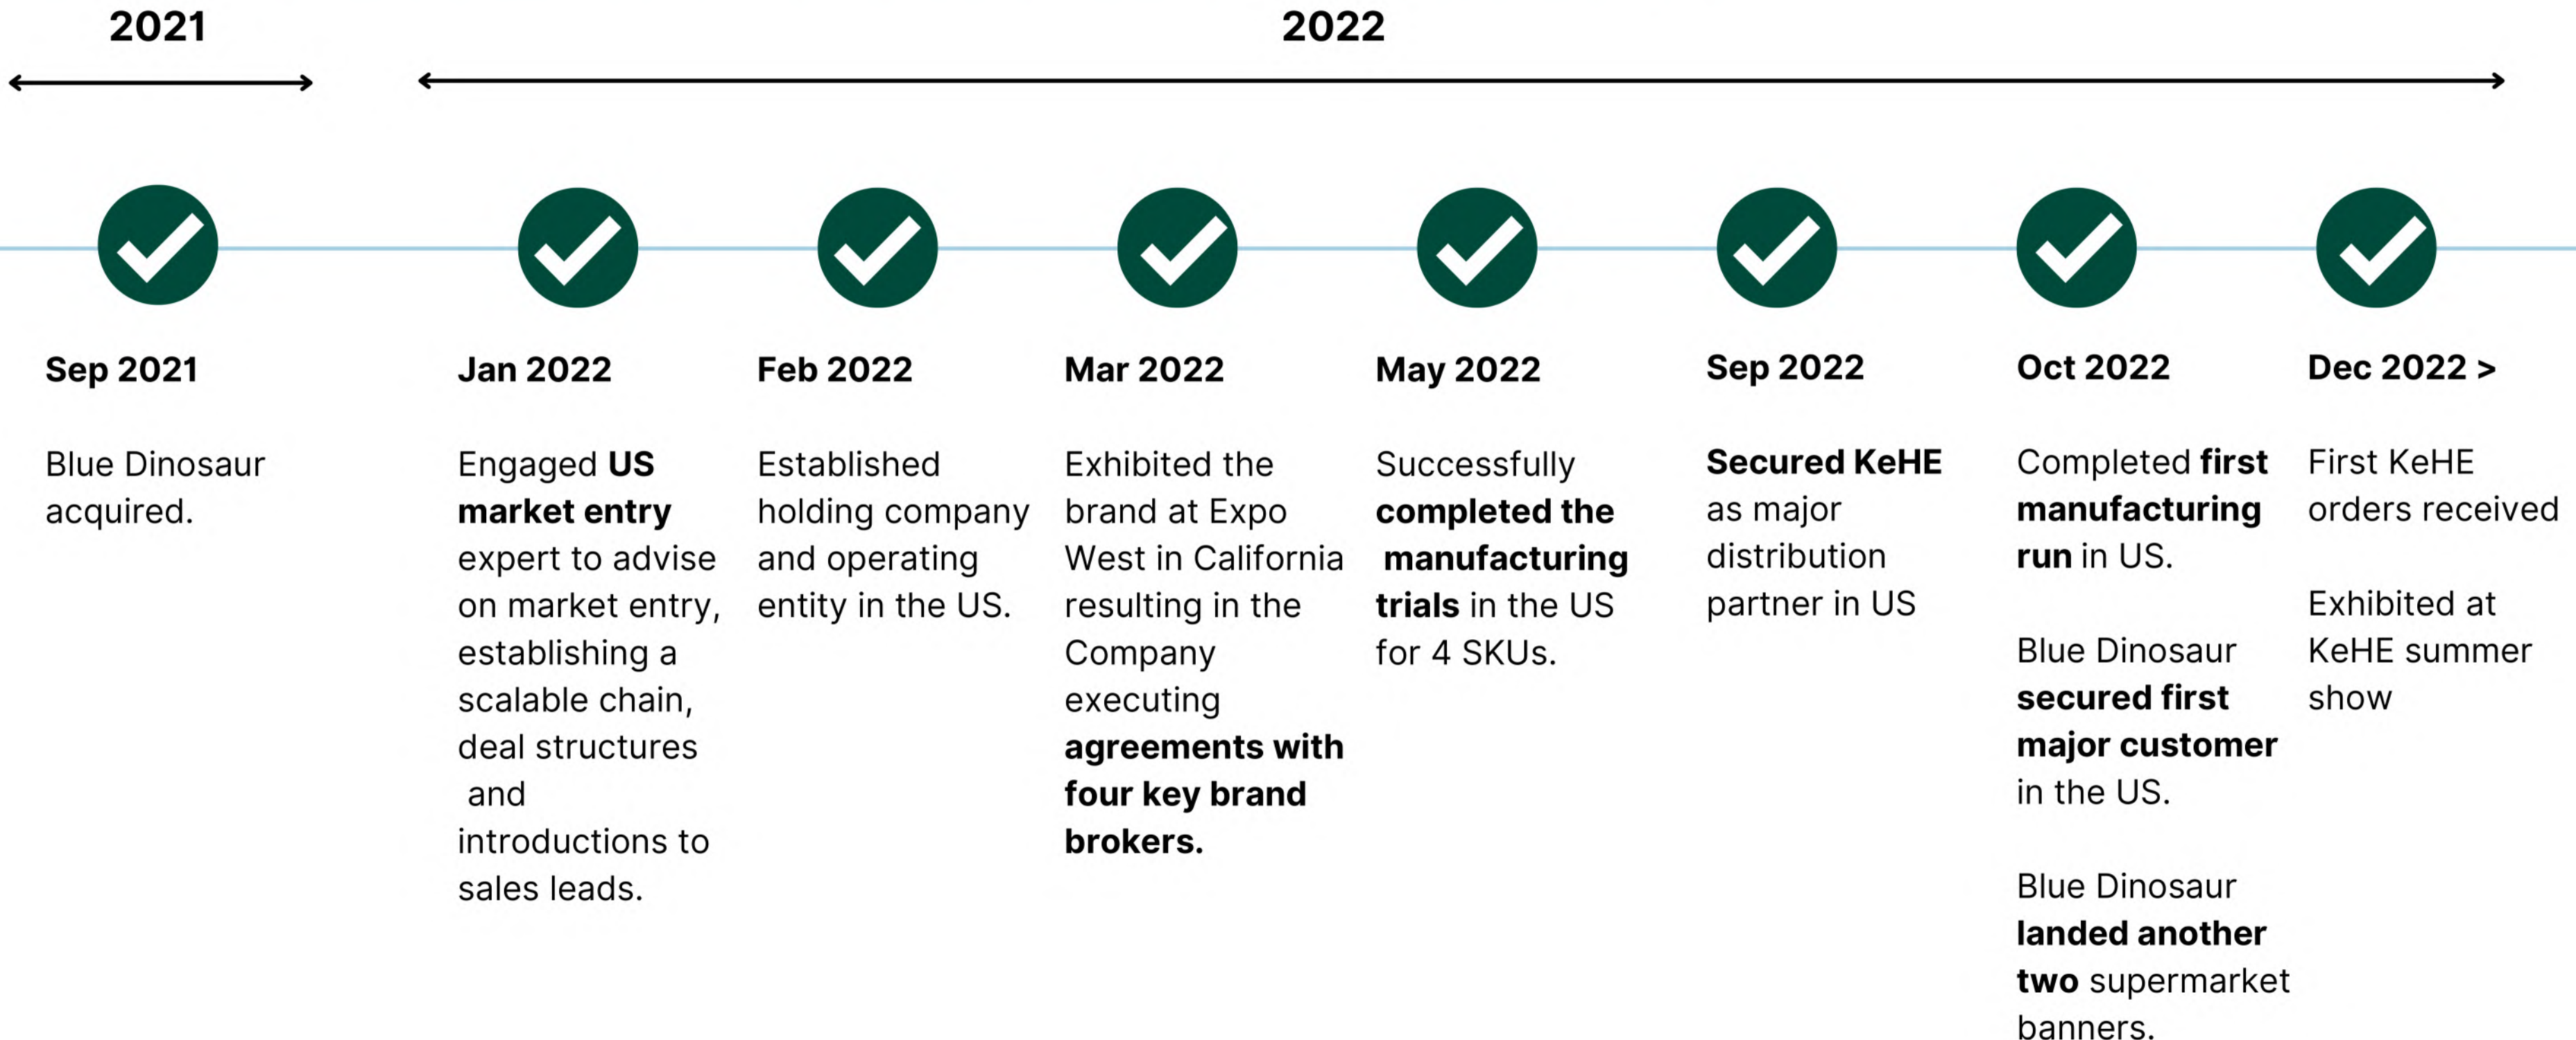 2021
2022
Sep 2021
Blue Dinosaur
acquired.
Jan 2022
Engaged US
market entry
expert to advise
on market entry,
establishing a
scalable chain,
deal structures
and
introductions to
sales leads.
Feb 2022
Established
holding company
and operating
entity in the US.
Mar 2022
Exhibited the
brand at Expo
West in California
resulting in the
Company
executing
agreements with
four key brand
brokers.
May 2022
Successfully
completed the
manufacturing
trials in the US
for 4 SKUs.
Sep 2022
Secured KeHE
as major
distribution
partner in US
Oct 2022
Completed first
manufacturing
run in US.
Blue Dinosaur
secured first
major customer
in the US.
Blue Dinosaur
landed another
two supermarket
banners.
Dec 2022 >
First KeHE
orders received
Exhibited at
KeHE summer
show